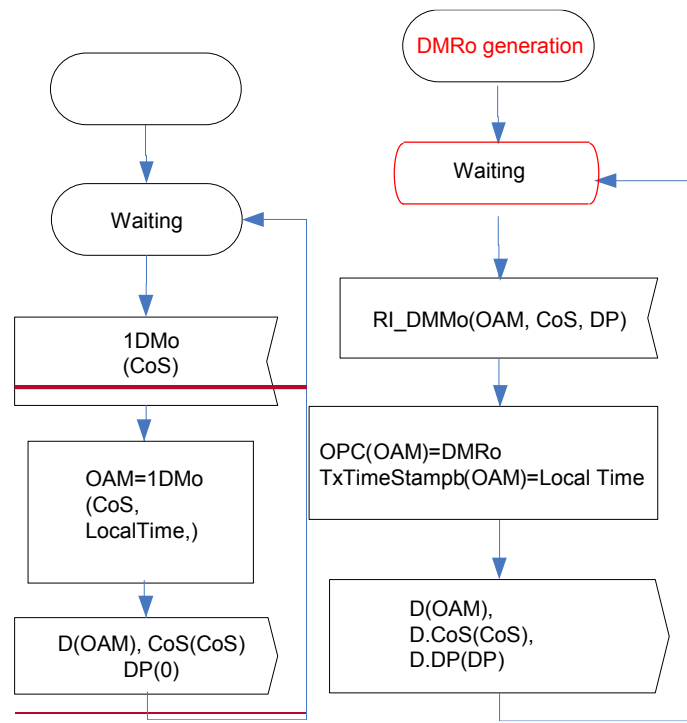 Waiting
1DMo
(CoS)
OAM=1DMo
(CoS,
LocalTime,)
D(OAM), CoS(CoS)
DP(0)
DMRo generation
Waiting
RI_DMMo(OAM, CoS, DP)
OPC(OAM)=DMRo
TxTimeStampb(OAM)=Local Time
D(OAM),
D.CoS(CoS),
D.DP(DP)